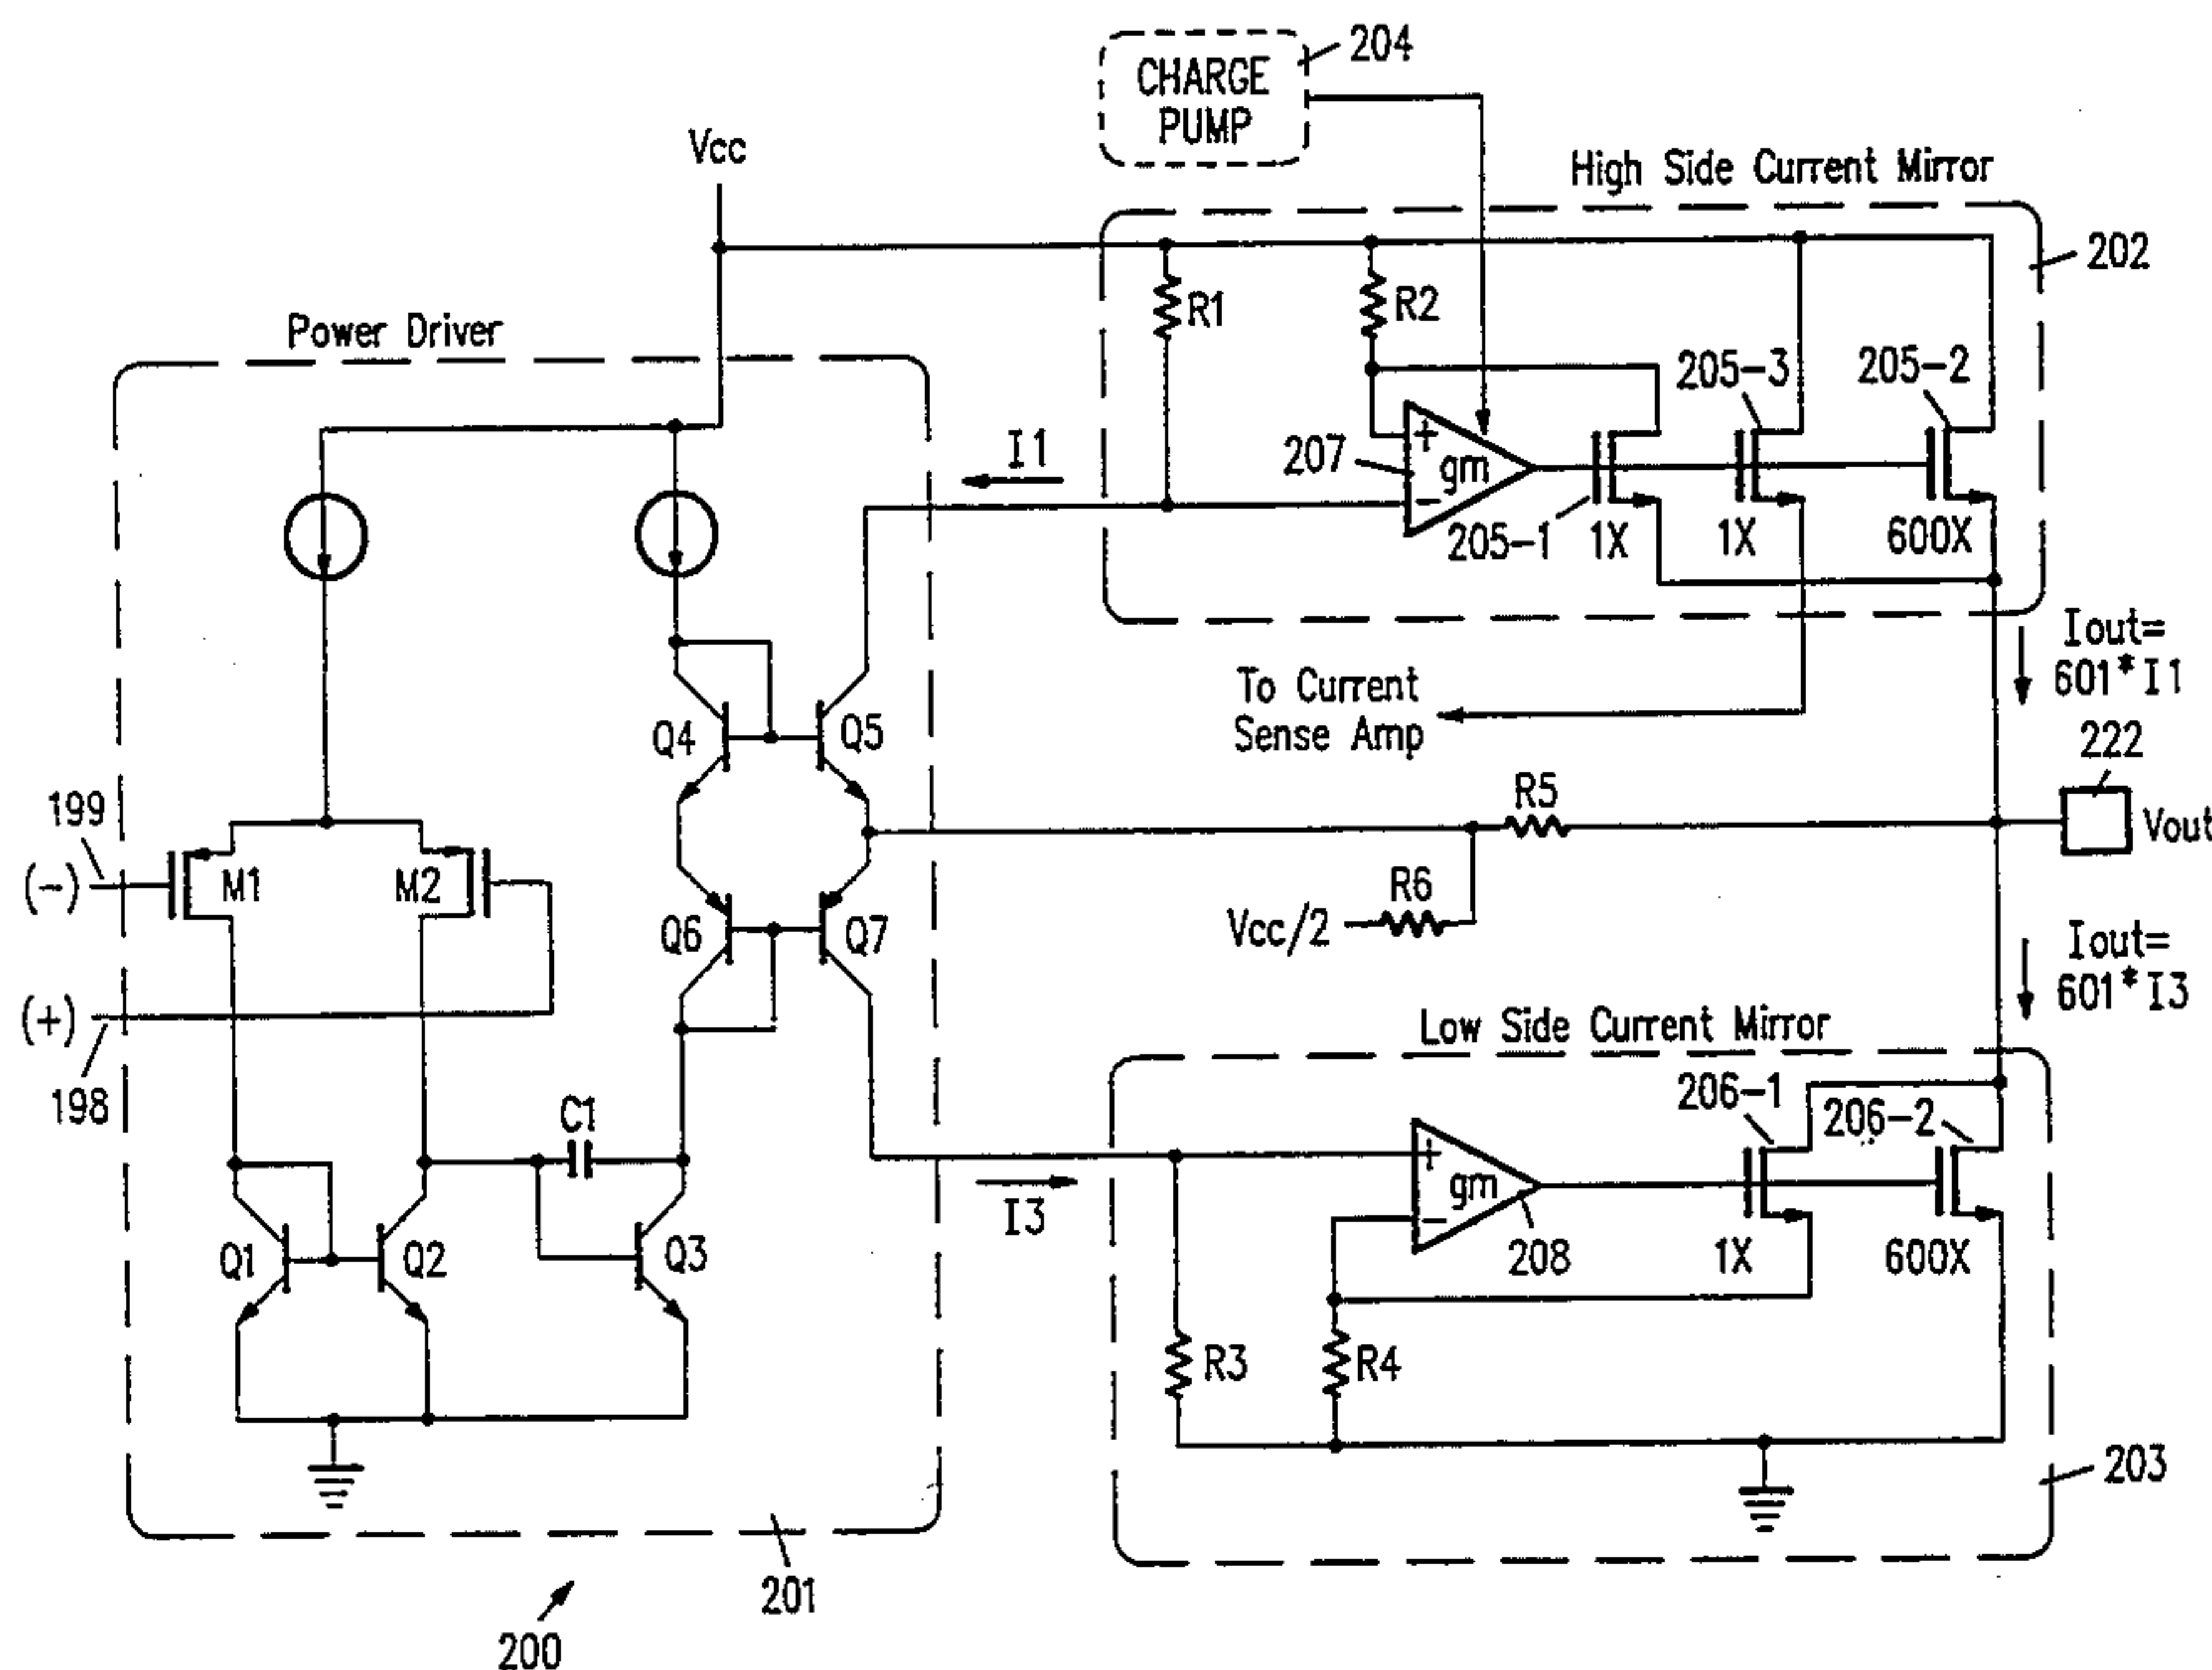 204
CHARGE
PUMP
Vcc
High Side Current Mirror
202
R1
R2
Power Driver
205-3
205-2
I1
207
+
gm
−
205-1
1X
1X
600X
Iout=
601*I1
To Current
Sense Amp
Q4
Q5
222
R5
Vout
199
(-)
M1
M2
R6
Vcc/2
Q6
Q7
Iout=
601*I3
(+)
198
Low Side Current Mirror
206-1
206-2
C1
+
gm
−
I3
208
1X
600X
Q1
Q2
Q3
R3
R4
203
201
200